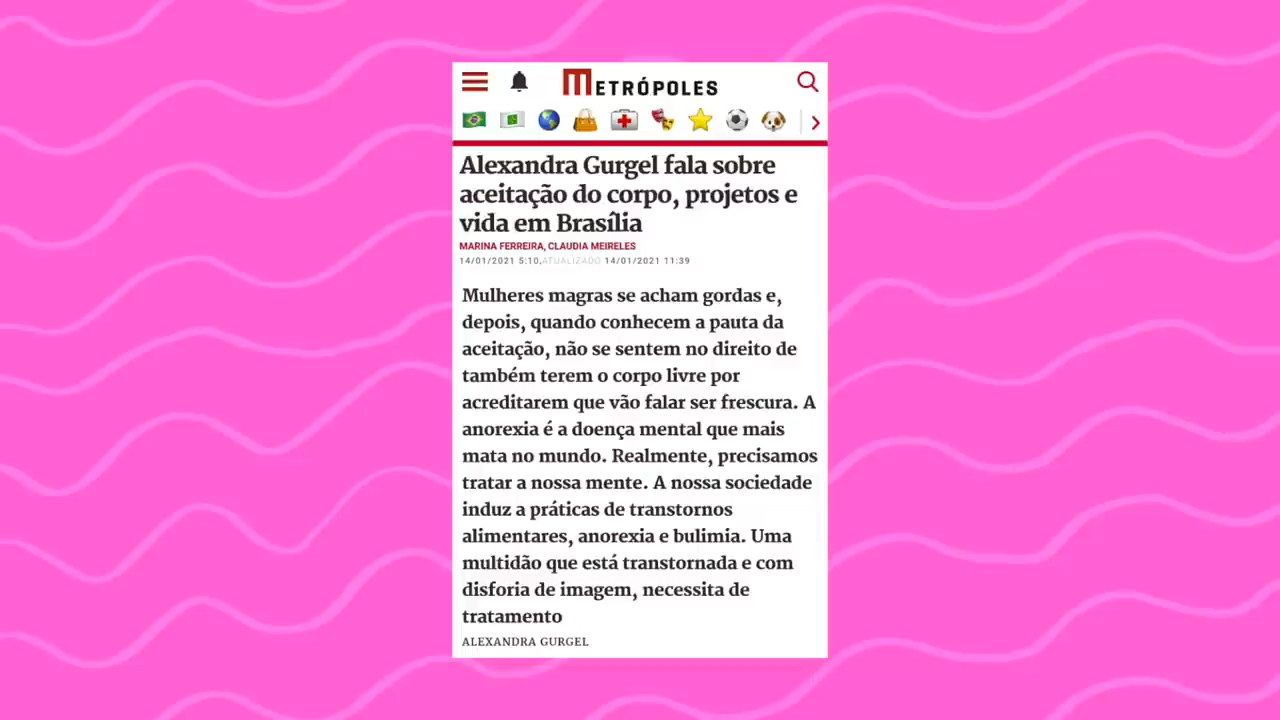 METRÓPOLES
Alexandra Gurgel fala sobre
aceitação do corpo, projetos e
vida em Brasília
MARINA FERREIRA, CLAUDIA MEIRELES
14/01/2021 5:10,ATUALIZADO 14/01/2021 11:39
Mulheres magras se acham gordas e,
depois, quando conhecem a pauta da
aceitação, não se sentem no direito de
também terem o corpo livre por
acreditarem que vão falar ser frescura. A
anorexia é a doença mental que mais
mata no mundo. Realmente, precisamos
tratar a nossa mente. A nossa sociedade
induz a práticas de transtornos
alimentares, anorexia e bulimia. Uma
multidão que está transtornada e com
disforia de imagem, necessita de
tratamento
ALEXANDRA GURGEL